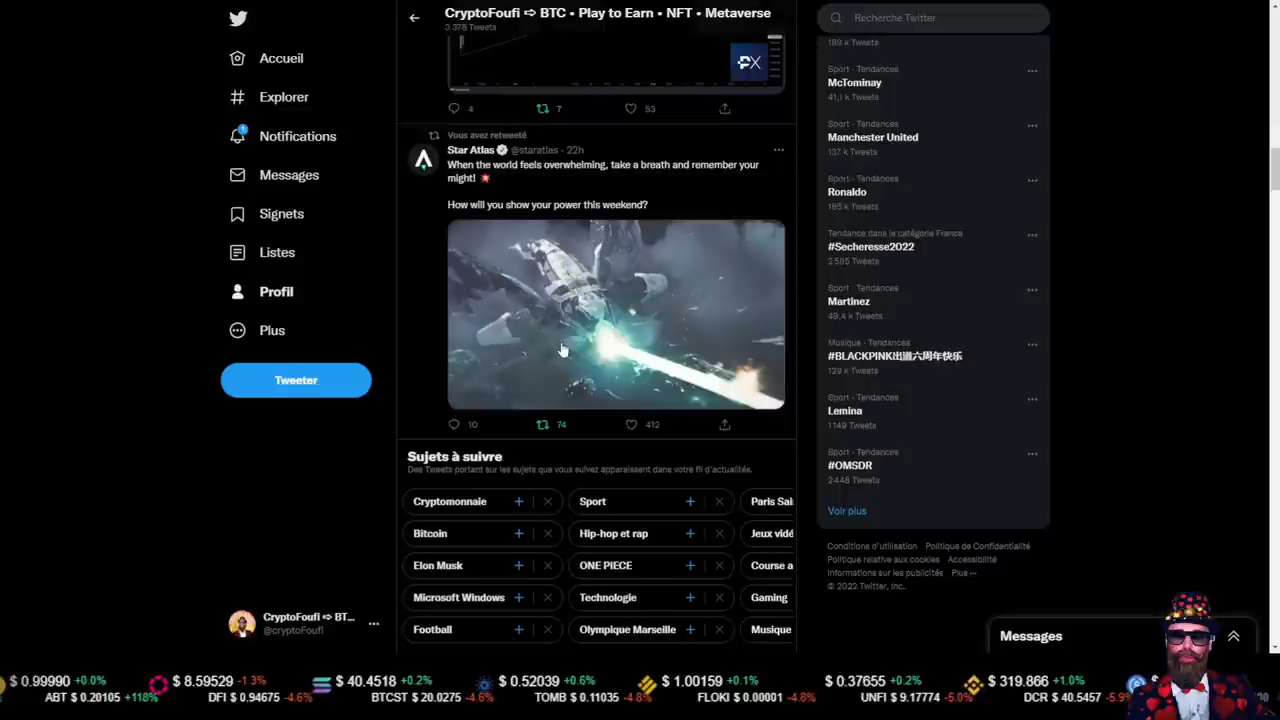 Accueil
Explorer
1
Notifications
Messages
Signets
Listes
Profil
Plus
Tweeter
CryptoFoufi ➪ BT...
@cryptoFoufi
CryptoFoufi ➪ BTC • Play to Earn • NFT • Metaverse
3 378 Tweets
PX
4 7 53
Vous avez retweeté
Star Atlas @staratlas · 22h
When the world feels overwhelming, take a breath and remember your
might! 💥
How will you show your power this weekend?
10 74 412
Sujets à suivre
Des Tweets portant sur les sujets que vous suivez apparaissent dans votre fil d'actualités.
Cryptomonnaie Sport Paris Sai
Bitcoin Hip-hop et rap Jeux vidé
Elon Musk ONE PIECE Course a
Microsoft Windows Technologie Gaming
Football Olympique Marseille Musique
Recherche Twitter
189 k Tweets
Sport · Tendances
McTominay
41,1 k Tweets
Sport · Tendances
Manchester United
137 k Tweets
Sport · Tendances
Ronaldo
185 k Tweets
Tendance dans la catégorie France
#Secheresse2022
2 585 Tweets
Sport · Tendances
Martinez
49,4 k Tweets
Musique · Tendances
#BLACKPINK出道六周年快乐
129 k Tweets
Sport · Tendances
Lemina
1 149 Tweets
Sport · Tendances
#OMSDR
2 448 Tweets
Voir plus
Conditions d'utilisation Politique de Confidentialité
Politique relative aux cookies Accessibilité
Informations sur les publicités Plus ···
© 2022 Twitter, Inc.
Messages
$ 0.99990 +0.0% $ 8.59529 -1.3% $ 40.4518 +0.2% $ 0.52039 +0.6% $ 1.00159 +0.1% $ 0.37655 +0.2% $ 319.866 +1.0%
ABT $ 0.20105 +118% DFI $ 0.94675 -4.6% BTCST $ 20.0275 -4.6% TOMB $ 0.11035 -4.8% FLOKI $ 0.00001 -4.8% UNFI $ 9.17774 -5.0% DCR $ 40.5457 -5.9%